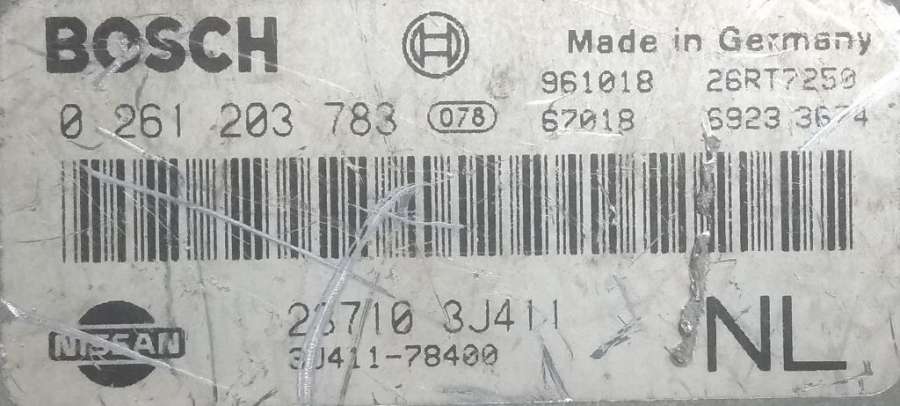 BOSCH Made in Germany
961018 26RT7250
0 261 203 783 078 67018 6923 3674
23710 3J411
NISSAN 3J411-78400
NL